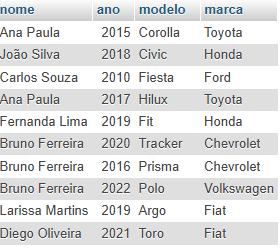 nome ano modelo marca
Ana Paula 2015 Corolla Toyota
João Silva 2018 Civic Honda
Carlos Souza 2010 Fiesta Ford
Ana Paula 2017 Hilux Toyota
Fernanda Lima 2019 Fit Honda
Bruno Ferreira 2020 Tracker Chevrolet
Bruno Ferreira 2016 Prisma Chevrolet
Bruno Ferreira 2022 Polo Volkswagen
Larissa Martins 2019 Argo Fiat
Diego Oliveira 2021 Toro Fiat